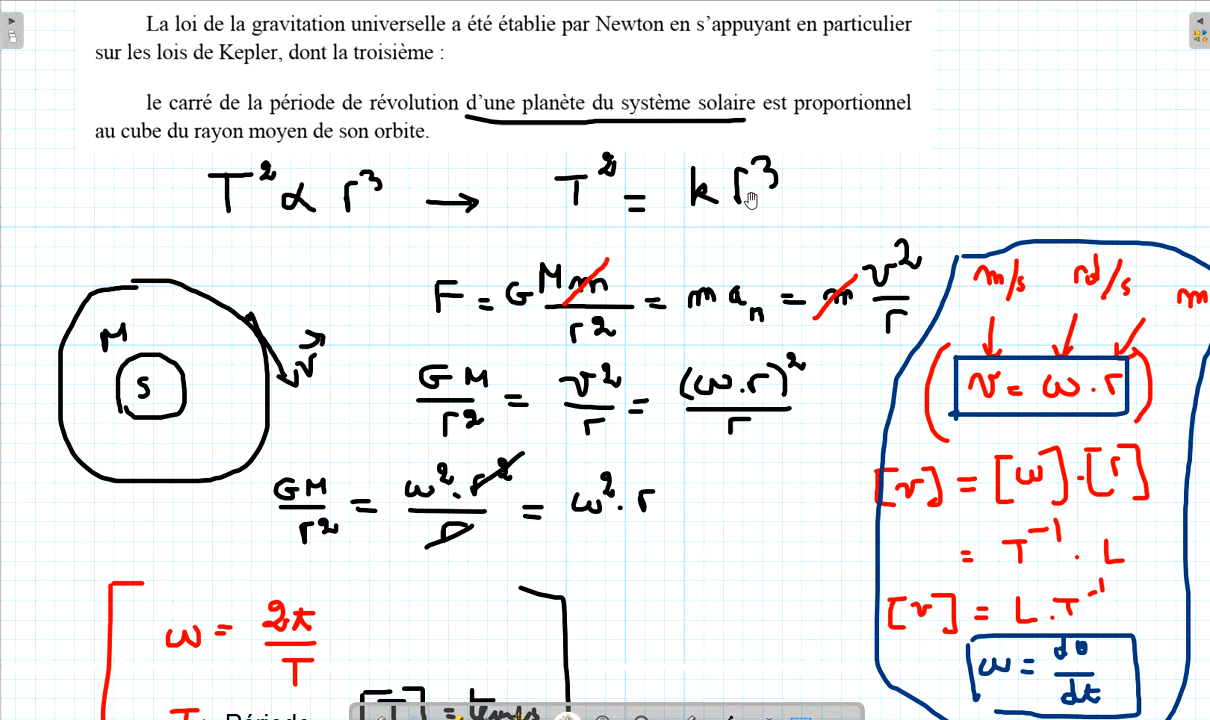 La loi de la gravitation universelle a été établie par Newton en s'appuyant en particulier
sur les lois de Kepler, dont la troisième :
le carré de la période de révolution d'une planète du système solaire est proportionnel
au cube du rayon moyen de son orbite.
T² ∝ r³ → T² = k r³
F = G Mm/r² = m aₙ = m v²/r
GM/r² = v²/r = (ω.r)²/r
GM/r² = ω².r²/r = ω².r
ω = 2π/T
T : Période
M
S
v⃗
m/s rd/s m
(v = ω.r)
[v] = [ω].[r]
= T⁻¹ . L
[v] = L.T⁻¹
ω = dθ/dt